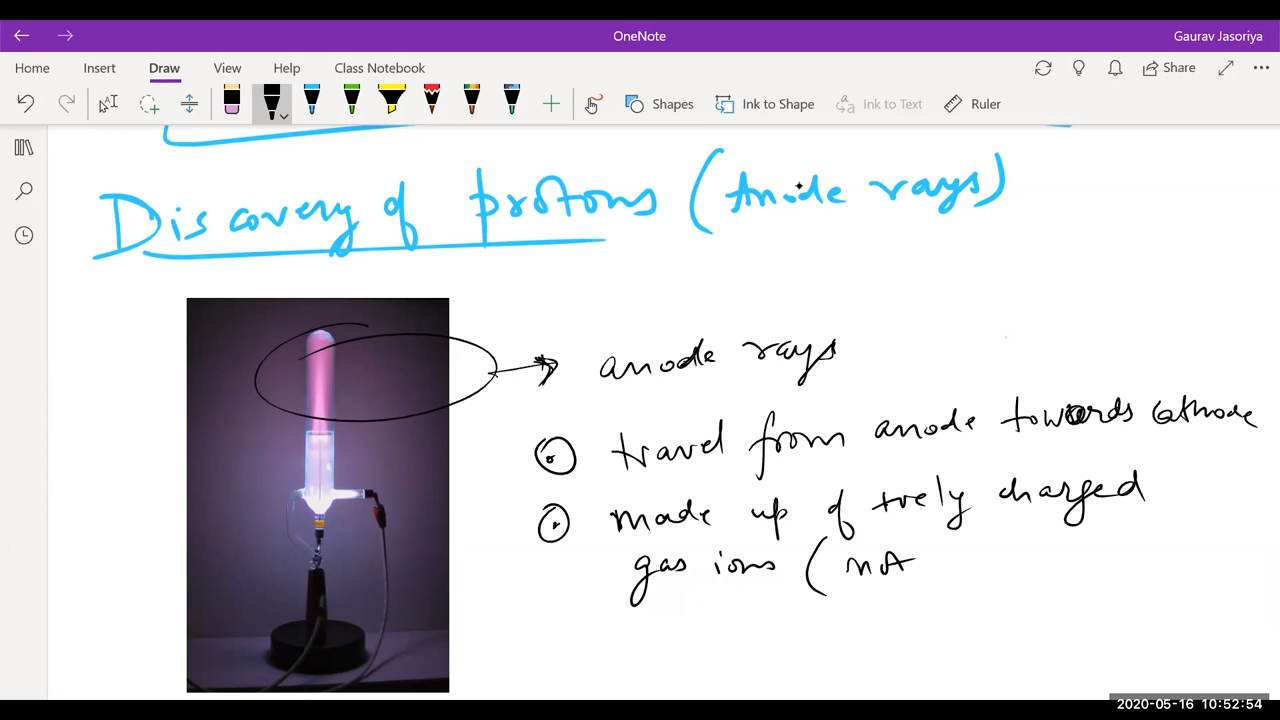 OneNote
Gaurav Jasoriya
Home Insert Draw View Help Class Notebook
Share
Shapes Ink to Shape Ink to Text Ruler
Discovery of protons (Anode rays)
anode rays
travel from anode towards cathode
made up of +vely charged
gas ions (not
2020-05-16 10:52:54